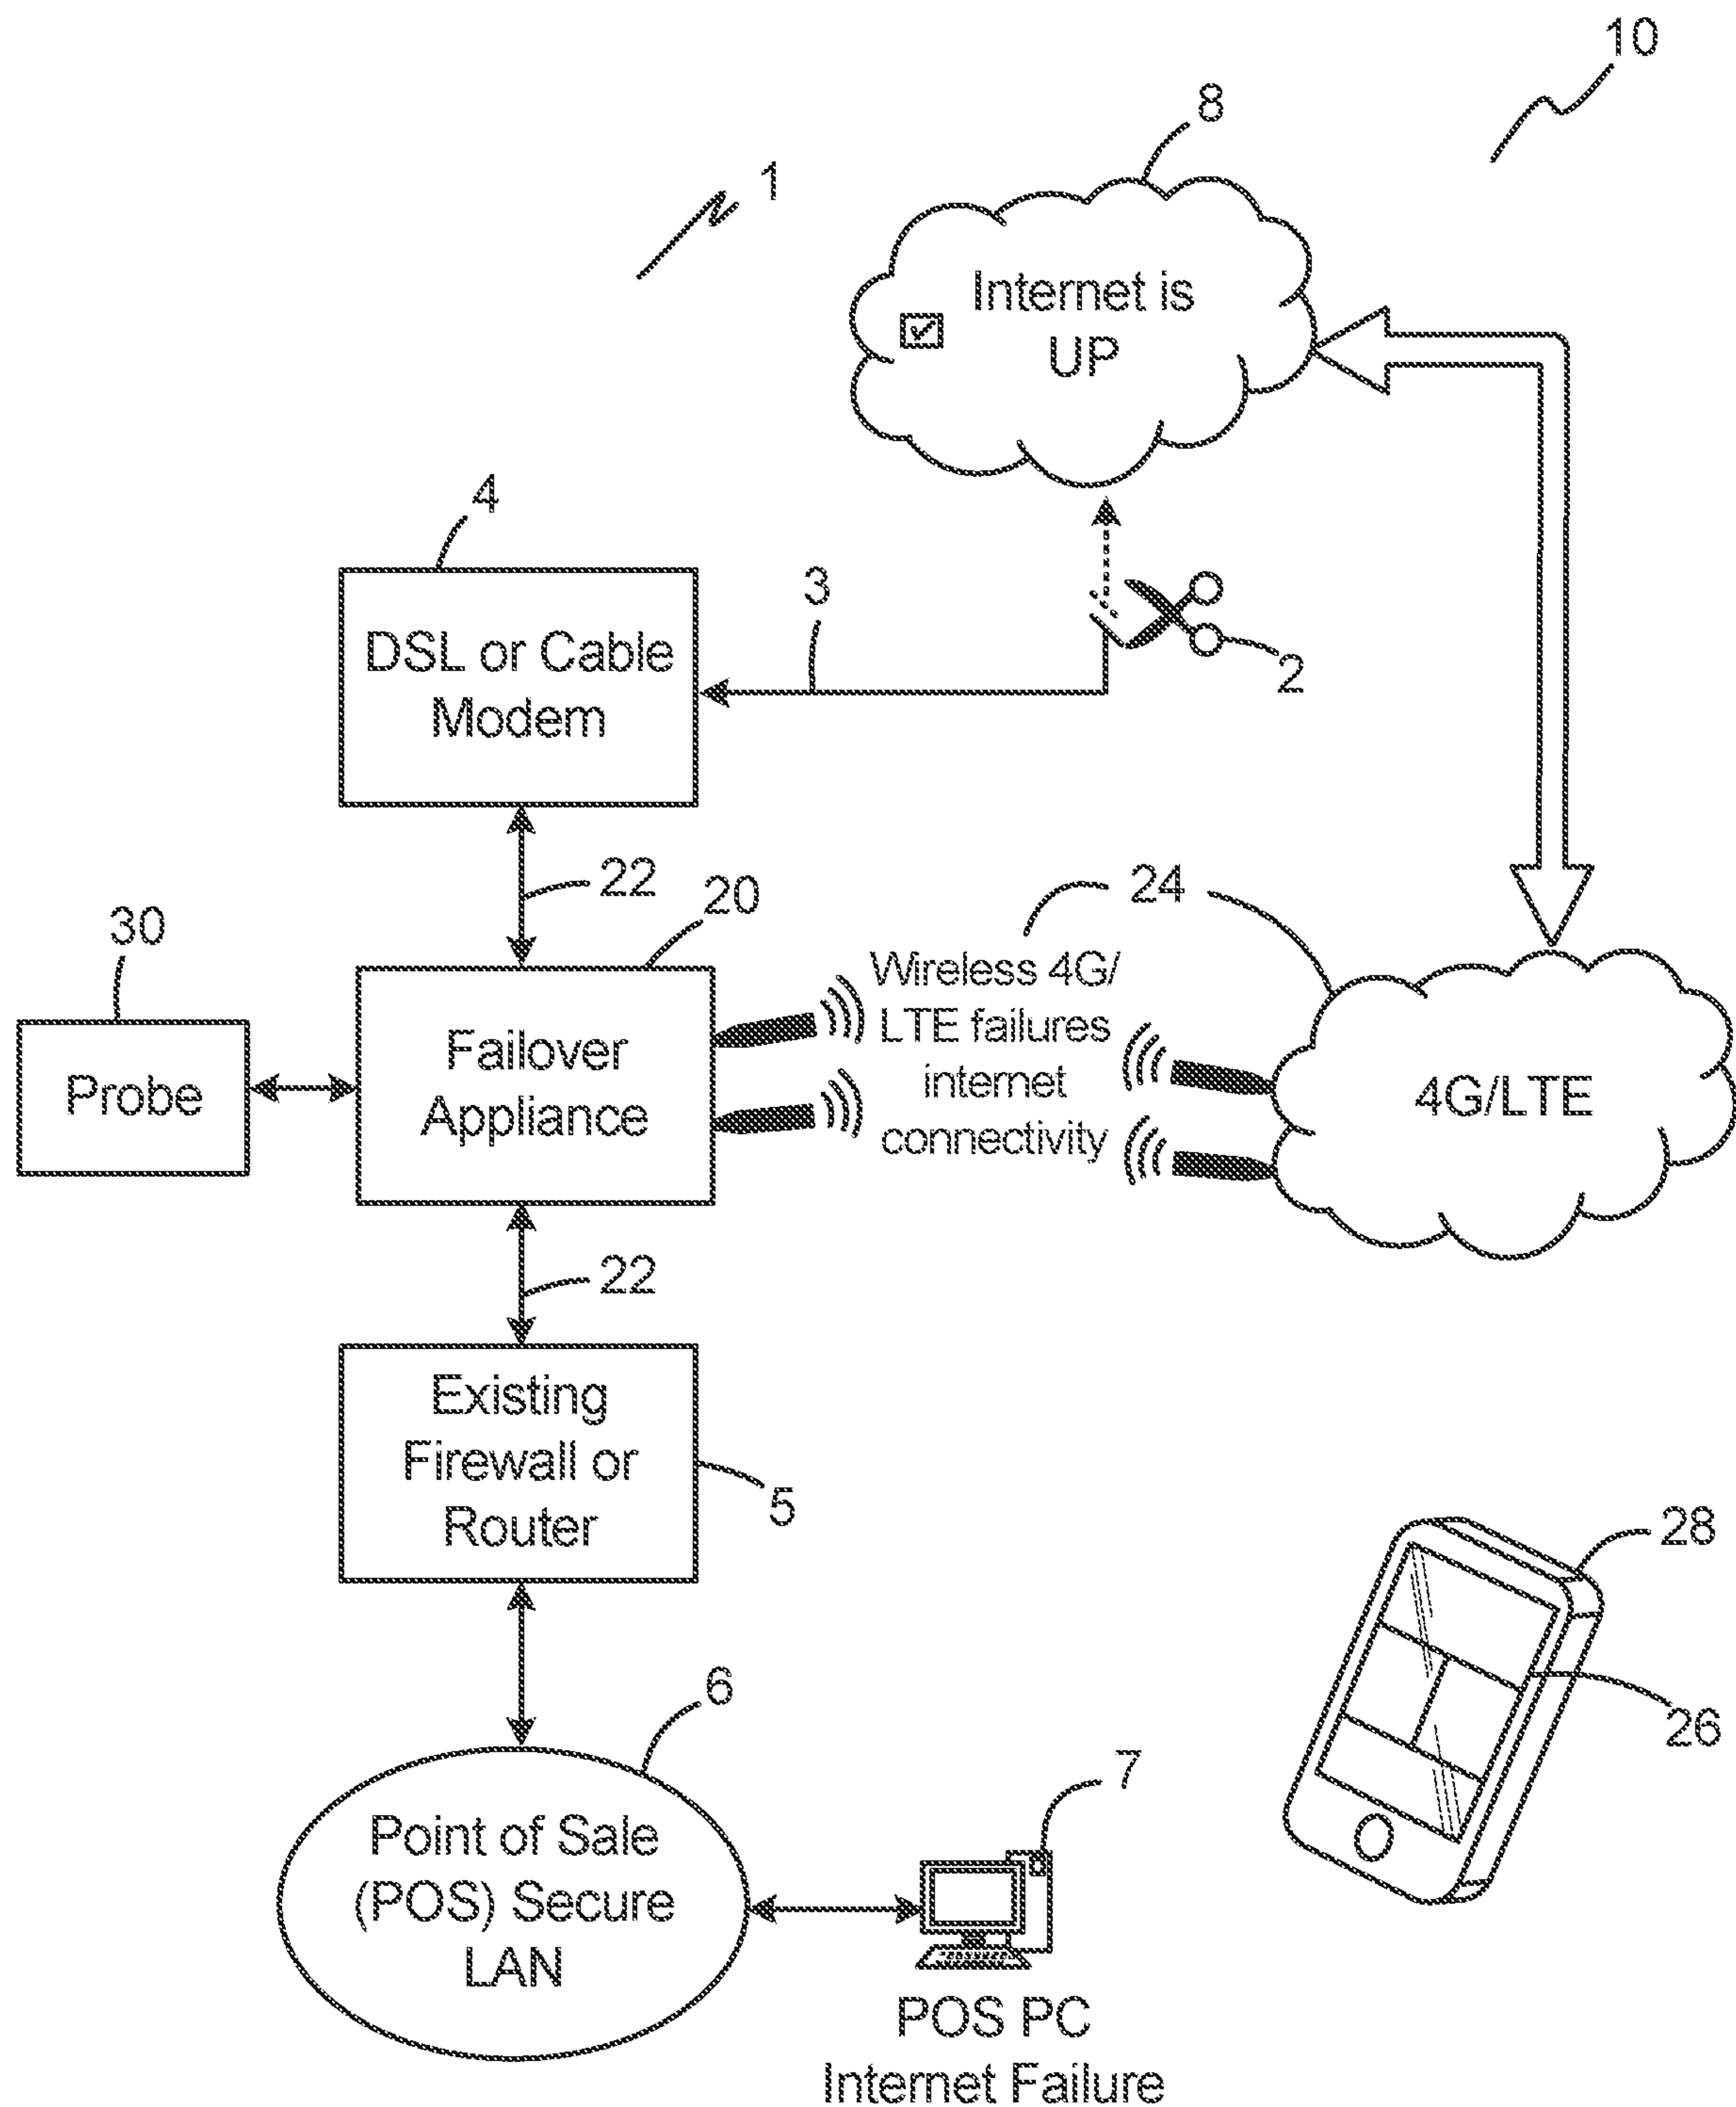 10
8
1
Internet is
UP
4
3
DSL or Cable
Modem
2
22
20
24
30
Wireless 4G/
LTE failures
internet
connectivity
Failover
Appliance
Probe
4G/LTE
22
Existing
Firewall or
Router
5
28
26
6
7
Point of Sale
(POS) Secure
LAN
POS PC
Internet Failure